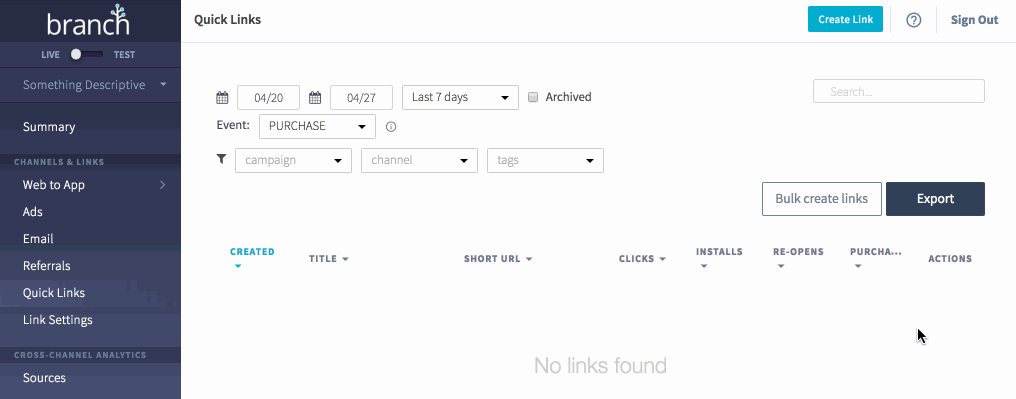 branch
LIVE TEST
Something Descriptive
Summary
CHANNELS & LINKS
Web to App
Ads
Email
Referrals
Quick Links
Link Settings
CROSS-CHANNEL ANALYTICS
Sources
Quick Links
Create Link
?
Sign Out
04/20 04/27 Last 7 days Archived
Search...
Event: PURCHASE
campaign channel tags
Bulk create links Export
CREATED TITLE SHORT URL CLICKS INSTALLS RE-OPENS PURCHA... ACTIONS
No links found